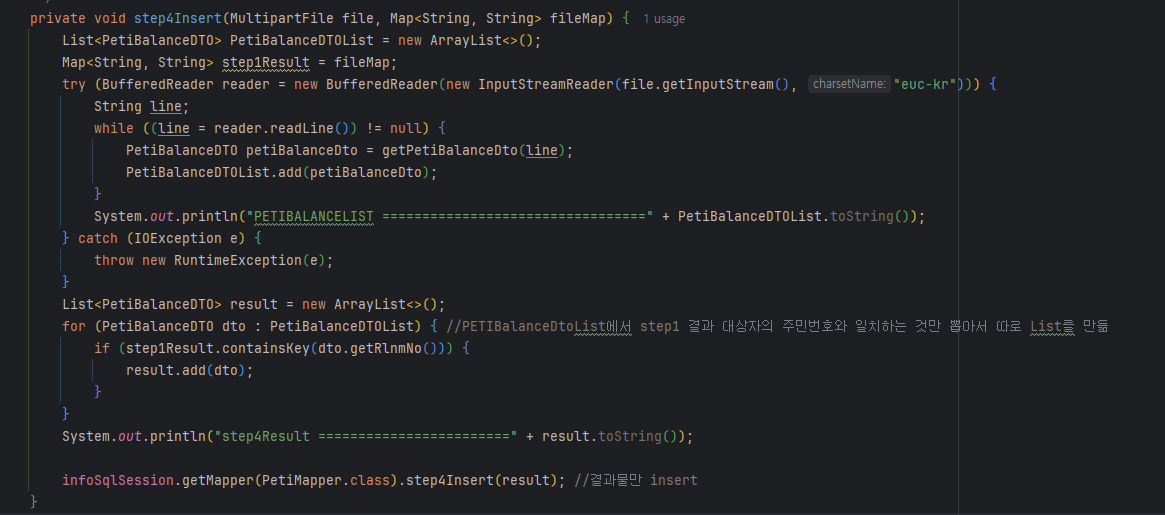 private void step4Insert(MultipartFile file, Map<String, String> fileMap) { 1 usage
List<PetiBalanceDTO> PetiBalanceDTOList = new ArrayList<>();
Map<String, String> step1Result = fileMap;
try (BufferedReader reader = new BufferedReader(new InputStreamReader(file.getInputStream(), charsetName: "euc-kr"))) {
String line;
while ((line = reader.readLine()) != null) {
PetiBalanceDTO petiBalanceDto = getPetiBalanceDto(line);
PetiBalanceDTOList.add(petiBalanceDto);
}
System.out.println("PETIBALANCELIST =================================" + PetiBalanceDTOList.toString());
} catch (IOException e) {
throw new RuntimeException(e);
}
List<PetiBalanceDTO> result = new ArrayList<>();
for (PetiBalanceDTO dto : PetiBalanceDTOList) { //PETIBalanceDtoList에서 step1 결과 대상자의 주민번호와 일치하는 것만 뽑아서 따로 List를 만듦
if (step1Result.containsKey(dto.getRlnmNo())) {
result.add(dto);
}
}
System.out.println("step4Result ========================" + result.toString());
infoSqlSession.getMapper(PetiMapper.class).step4Insert(result); //결과물만 insert
}